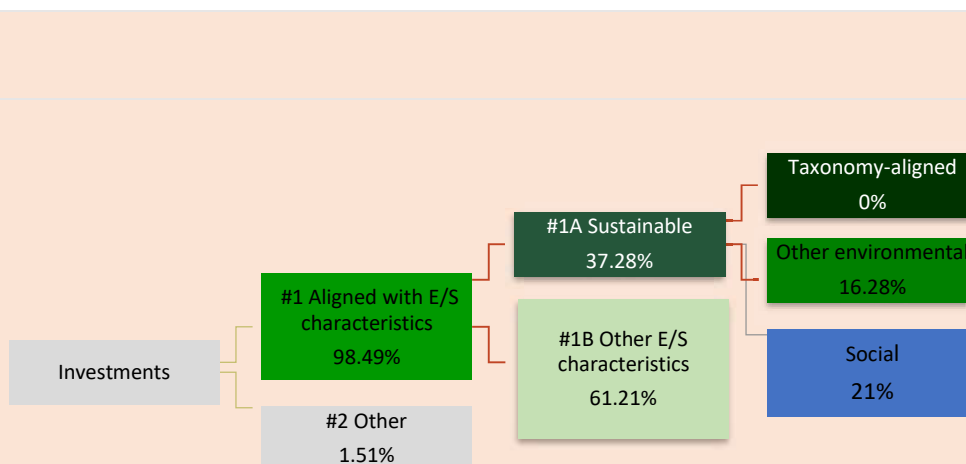 Investments
#1 Aligned with E/S
characteristics
98.49%
#2 Other
1.51%
#1A Sustainable
37.28%
#1B Other E/S
characteristics
61.21%
Taxonomy-aligned
0%
Other environmental
16.28%
Social
21%